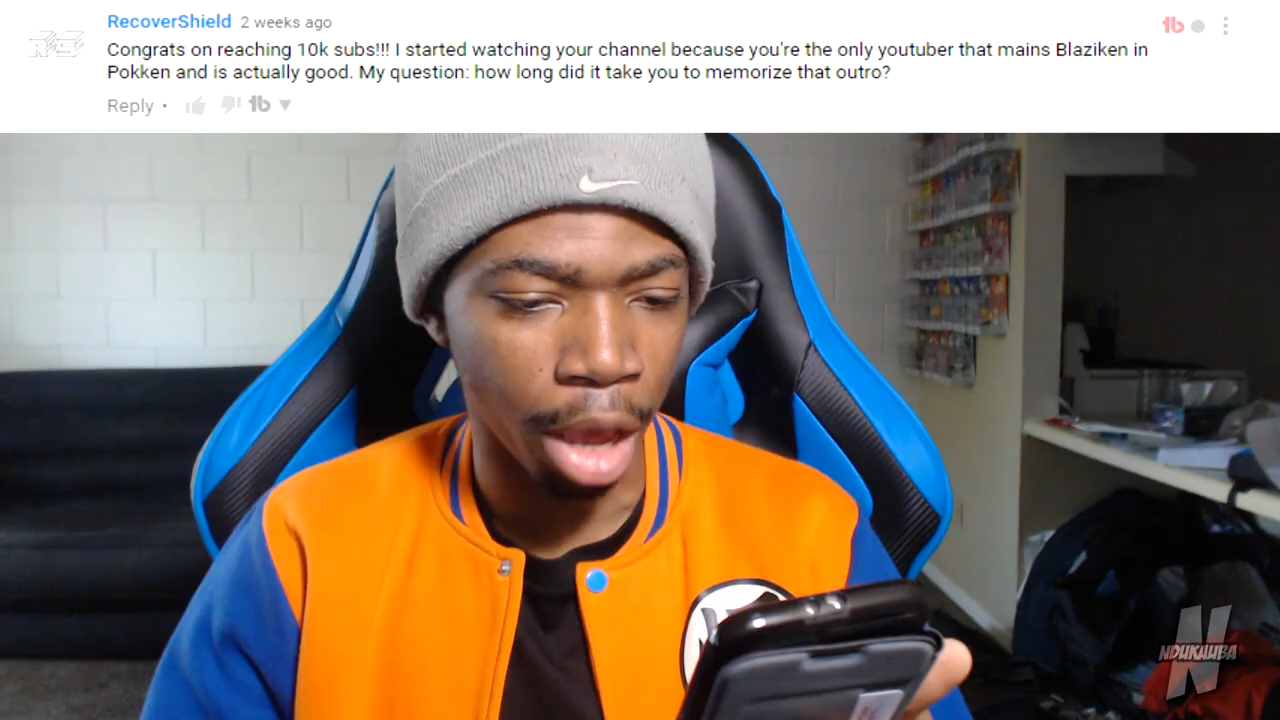 RecoverShield 2 weeks ago
Congrats on reaching 10k subs!!! I started watching your channel because you're the only youtuber that mains Blaziken in
Pokken and is actually good. My question: how long did it take you to memorize that outro?
Reply •
NDUKAUBA